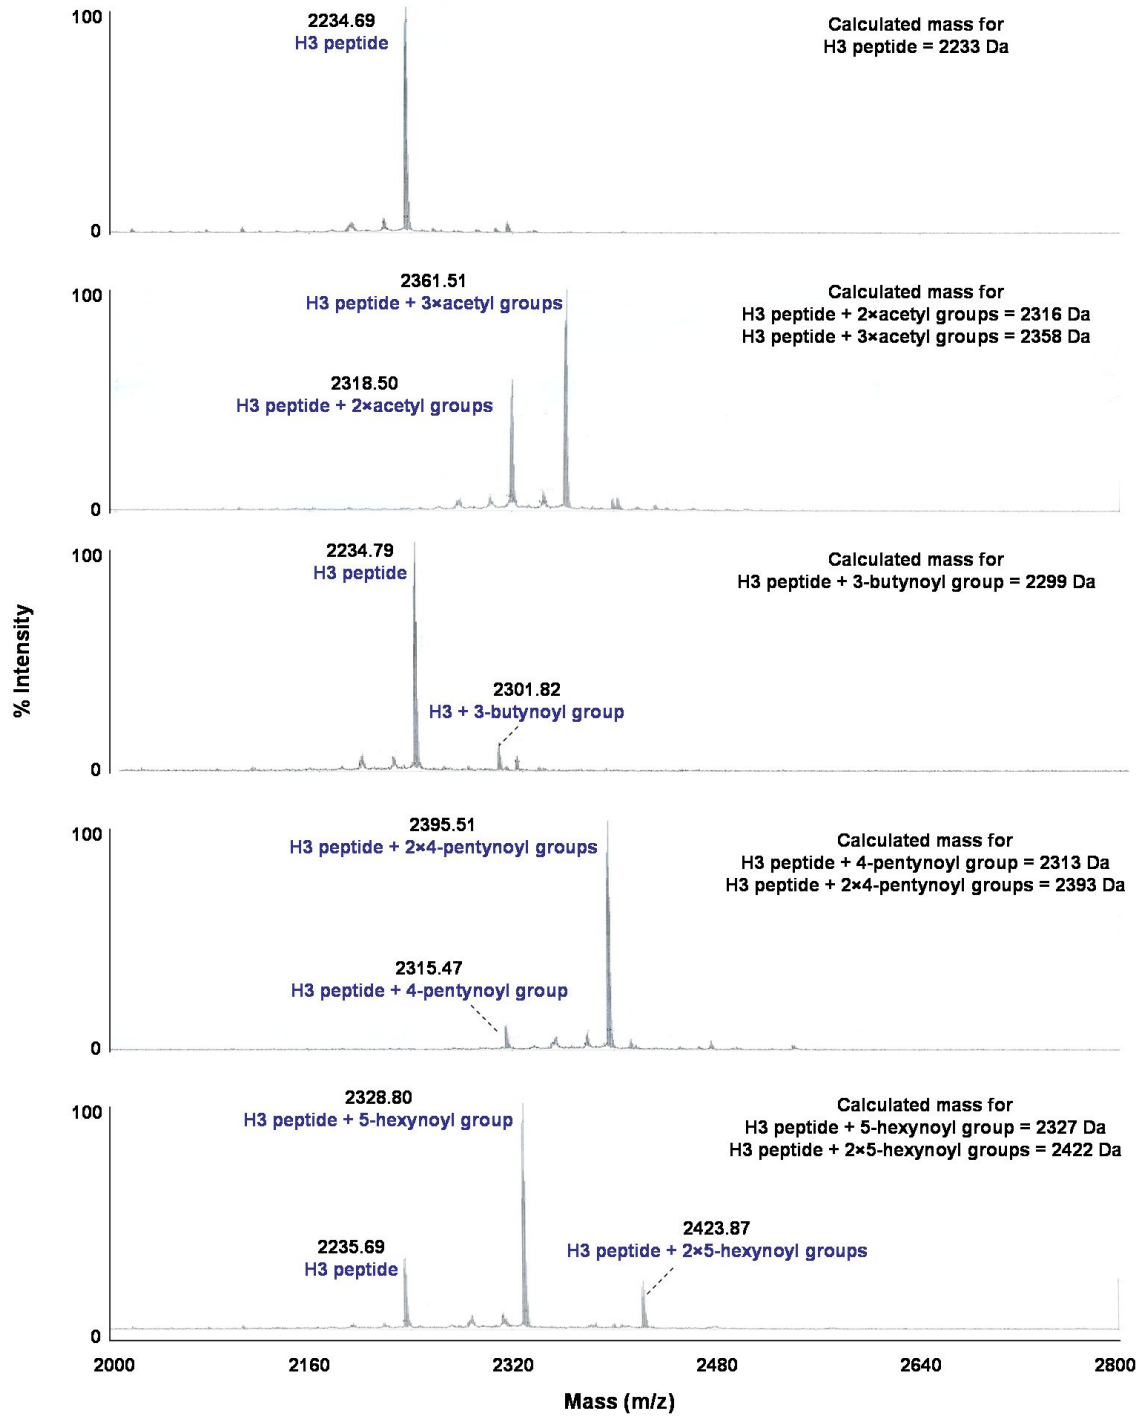 100
2234.69
H3 peptide
Calculated mass for
H3 peptide = 2233 Da
0
2361.51
H3 peptide + 3×acetyl groups
100
Calculated mass for
H3 peptide + 2×acetyl groups = 2316 Da
H3 peptide + 3×acetyl groups = 2358 Da
2318.50
H3 peptide + 2×acetyl groups
0
100
2234.79
H3 peptide
Calculated mass for
H3 peptide + 3-butynoyl group = 2299 Da
2301.82
H3 + 3-butynoyl group
0
% Intensity
100
2395.51
H3 peptide + 2×4-pentynoyl groups
Calculated mass for
H3 peptide + 4-pentynoyl group = 2313 Da
H3 peptide + 2×4-pentynoyl groups = 2393 Da
2315.47
H3 peptide + 4-pentynoyl group
0
100
2328.80
H3 peptide + 5-hexynoyl group
Calculated mass for
H3 peptide + 5-hexynoyl group = 2327 Da
H3 peptide + 2×5-hexynoyl groups = 2422 Da
2235.69
H3 peptide
2423.87
H3 peptide + 2×5-hexynoyl groups
0
2000 2160 2320 2480 2640 2800
Mass (m/z)